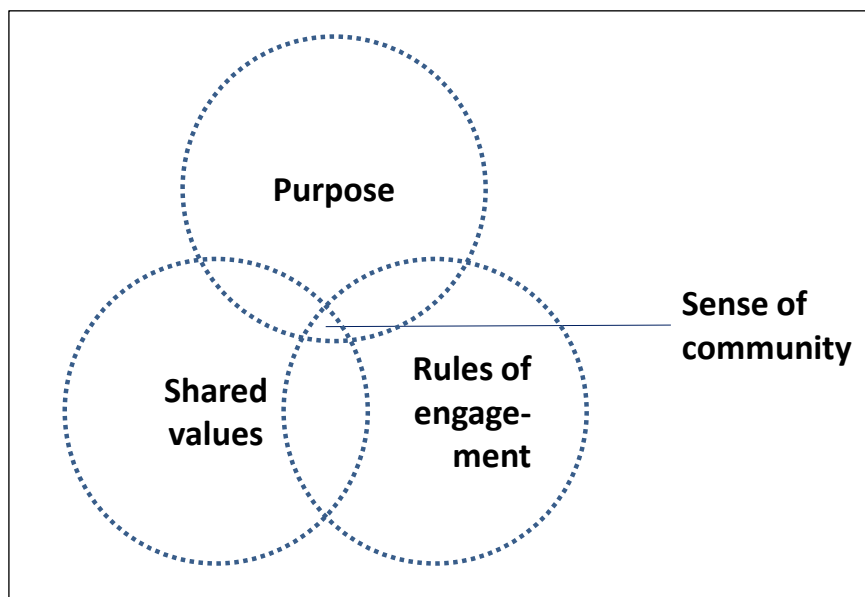 Purpose
Sense of
community
Shared
values
Rules of
engage-
ment